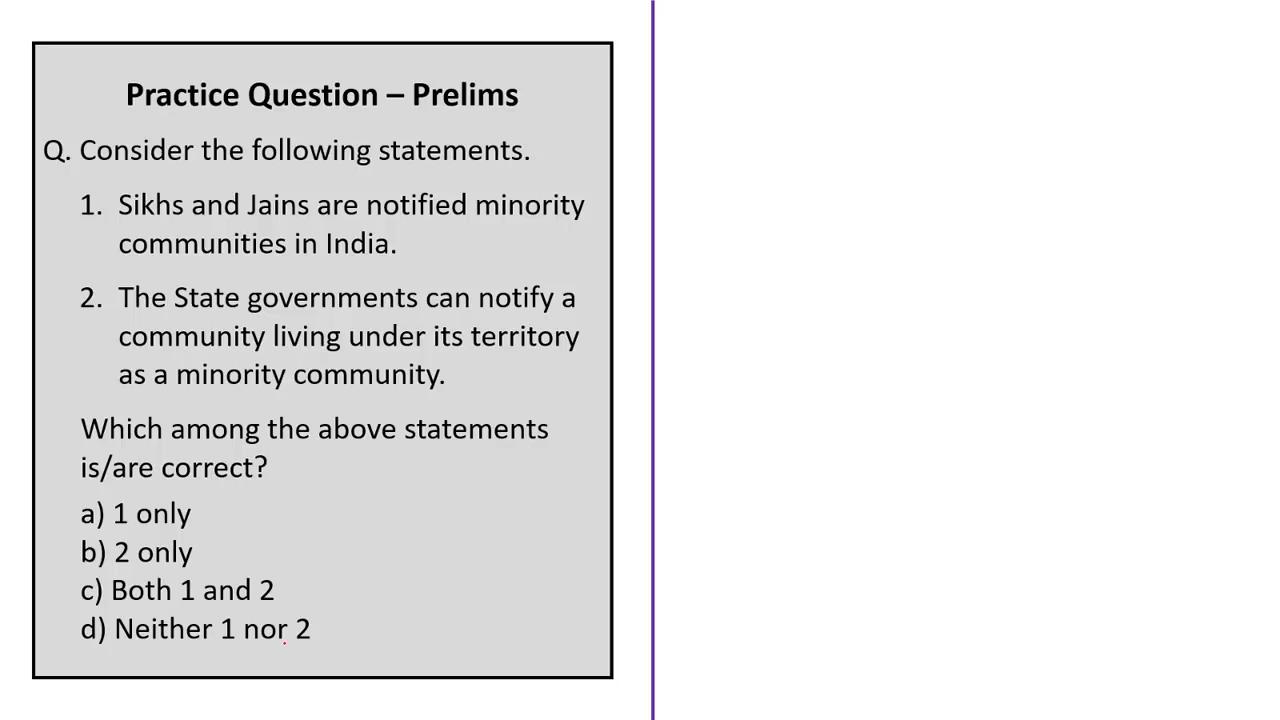 Practice Question – Prelims
Q. Consider the following statements.
1. Sikhs and Jains are notified minority
communities in India.
2. The State governments can notify a
community living under its territory
as a minority community.
Which among the above statements
is/are correct?
a) 1 only
b) 2 only
c) Both 1 and 2
d) Neither 1 nor 2